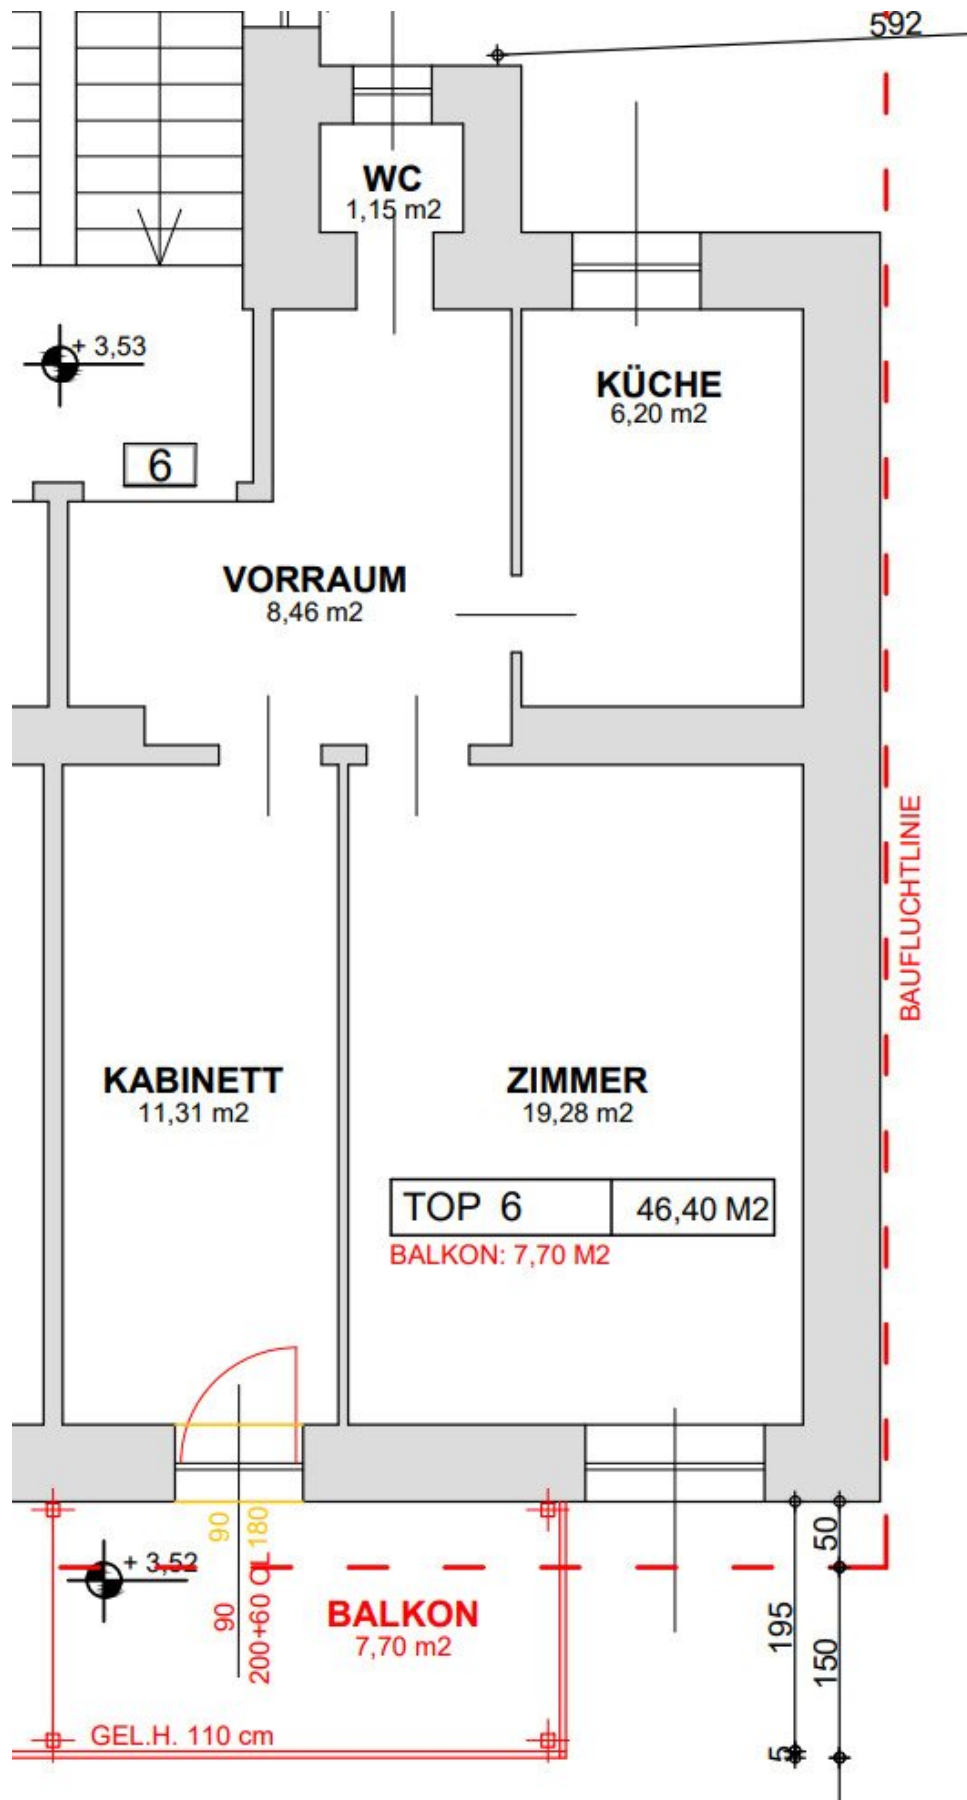 592
WC
1,15 m2
+ 3,53
KÜCHE
6,20 m2
6
VORRAUM
8,46 m2
BAUFLUCHTLINIE
KABINETT
11,31 m2
ZIMMER
19,28 m2
TOP 6
46,40 M2
BALKON: 7,70 M2
90
180
+ 3,52
90
200+60 OL
BALKON
7,70 m2
50
195
150
5
GEL.H. 110 cm